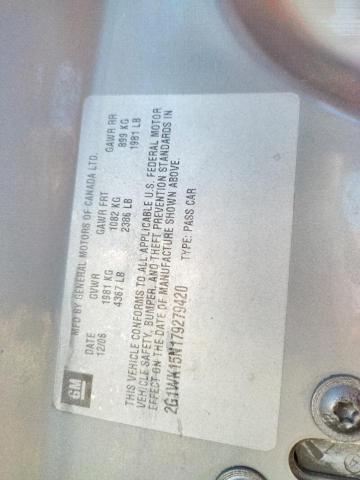 GM
MFD BY GENERAL MOTORS OF CANADA LTD.
DATE GVWR GAWR FRT GAWR RR
12/06 1981 KG 1082 KG 899 KG
4367 LB 2386 LB 1981 LB
THIS VEHICLE CONFORMS TO ALL APPLICABLE U.S. FEDERAL MOTOR
VEHICLE SAFETY, BUMPER, AND THEFT PREVENTION STANDARDS IN
EFFECT ON THE DATE OF MANUFACTURE SHOWN ABOVE.
2G1WK15N179279420 TYPE: PASS CAR